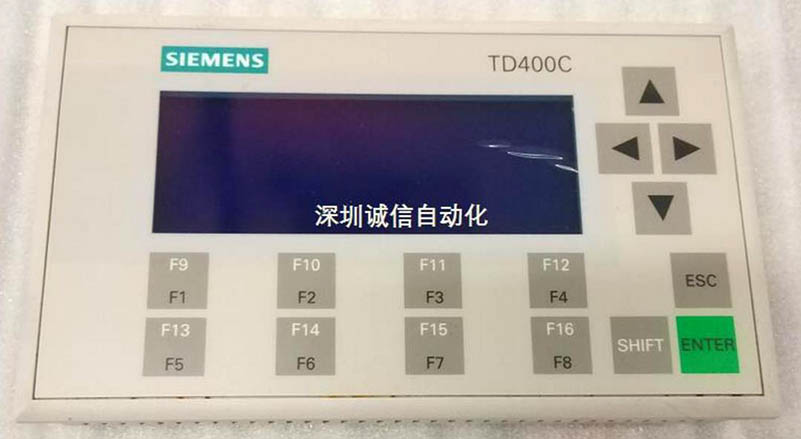 SIEMENS
TD400C
深圳诚信自动化
F9 F10 F11 F12
F1 F2 F3 F4
ESC
F13 F14 F15 F16
F5 F6 F7 F8
SHIFT ENTER